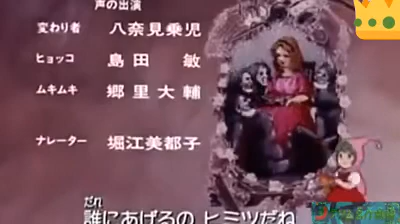 声の出演
変わり者 八奈見乗児
ヒョッコ 島田 敏
ムキムキ 郷里大輔
ナレーター 堀江美都子
だれ
誰にあげるの ヒミツだね